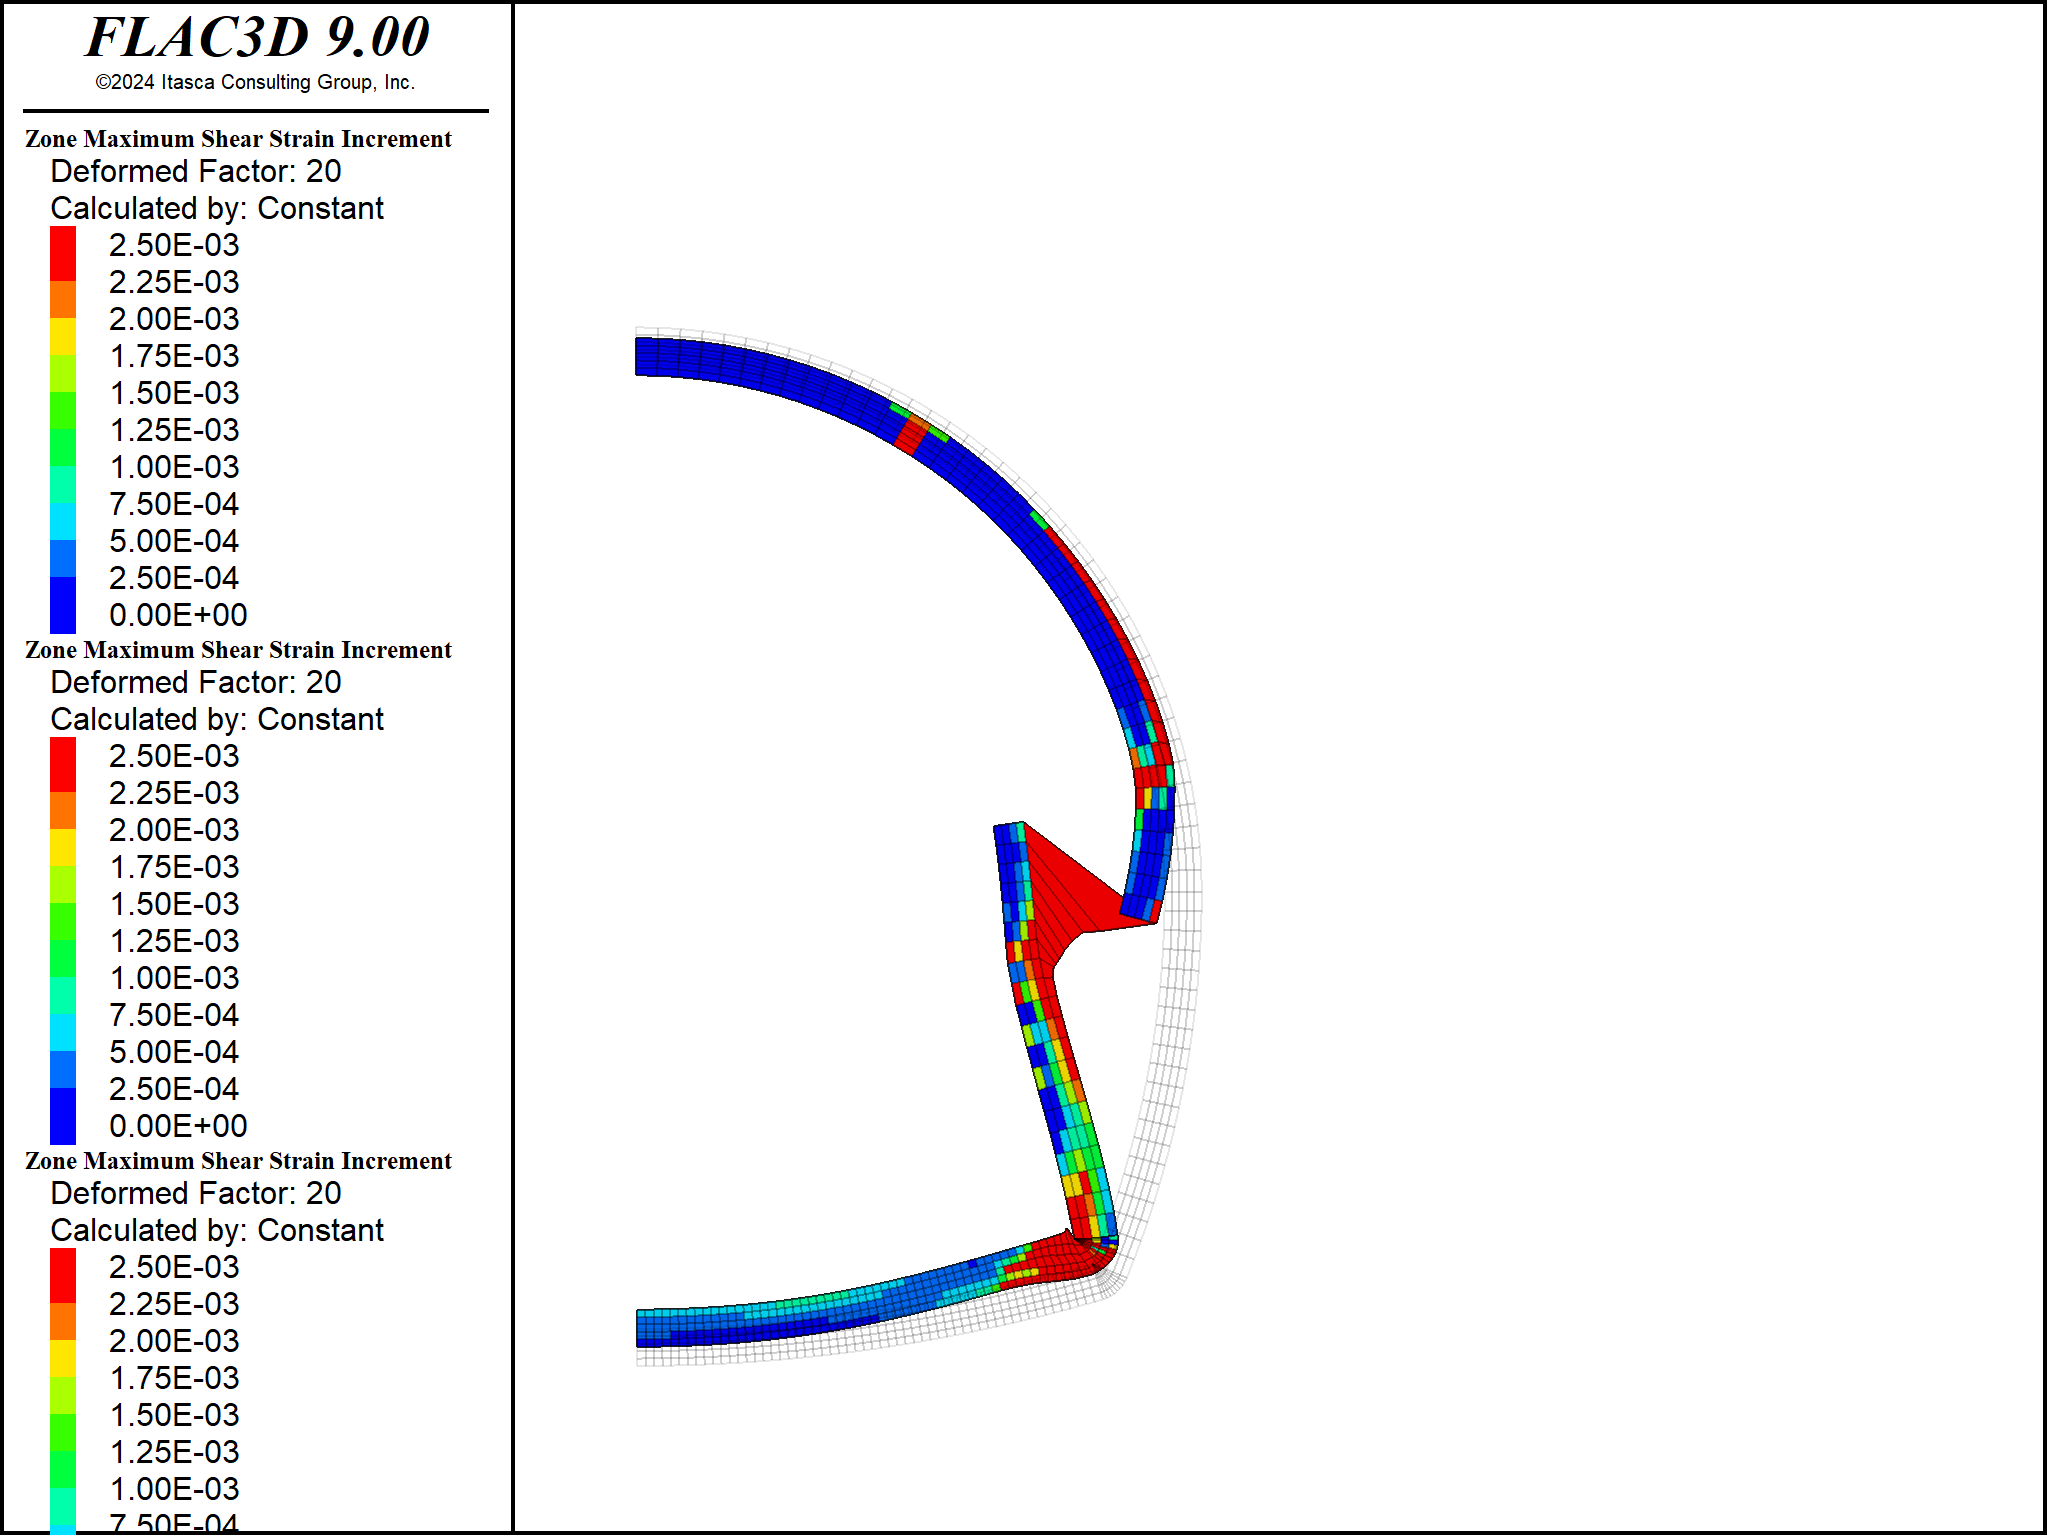 FLAC3D 9.00
©2024 Itasca Consulting Group, Inc.
Zone Maximum Shear Strain Increment
Deformed Factor: 20
Calculated by: Constant
2.50E-03
2.25E-03
2.00E-03
1.75E-03
1.50E-03
1.25E-03
1.00E-03
7.50E-04
5.00E-04
2.50E-04
0.00E+00
Zone Maximum Shear Strain Increment
Deformed Factor: 20
Calculated by: Constant
2.50E-03
2.25E-03
2.00E-03
1.75E-03
1.50E-03
1.25E-03
1.00E-03
7.50E-04
5.00E-04
2.50E-04
0.00E+00
Zone Maximum Shear Strain Increment
Deformed Factor: 20
Calculated by: Constant
2.50E-03
2.25E-03
2.00E-03
1.75E-03
1.50E-03
1.25E-03
1.00E-03
7.50E-04